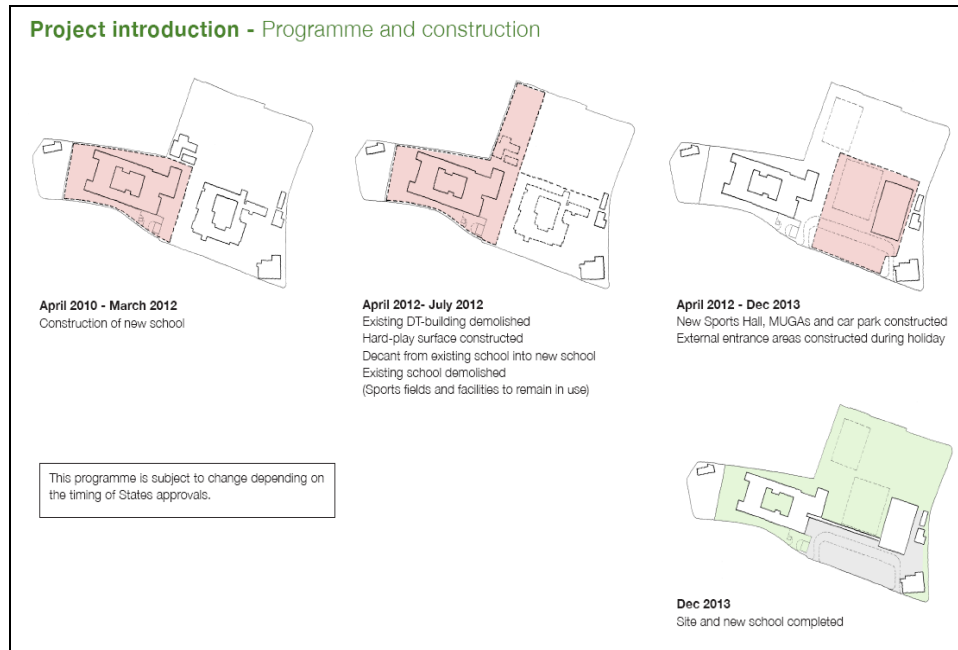 Project introduction - Programme and construction
April 2010 - March 2012
Construction of new school
April 2012- July 2012
Existing DT-building demolished
Hard-play surface constructed
Decant from existing school into new school
Existing school demolished
(Sports fields and facilities to remain in use)
April 2012 - Dec 2013
New Sports Hall, MUGAs and car park constructed
External entrance areas constructed during holiday
This programme is subject to change depending on
the timing of States approvals.
Dec 2013
Site and new school completed